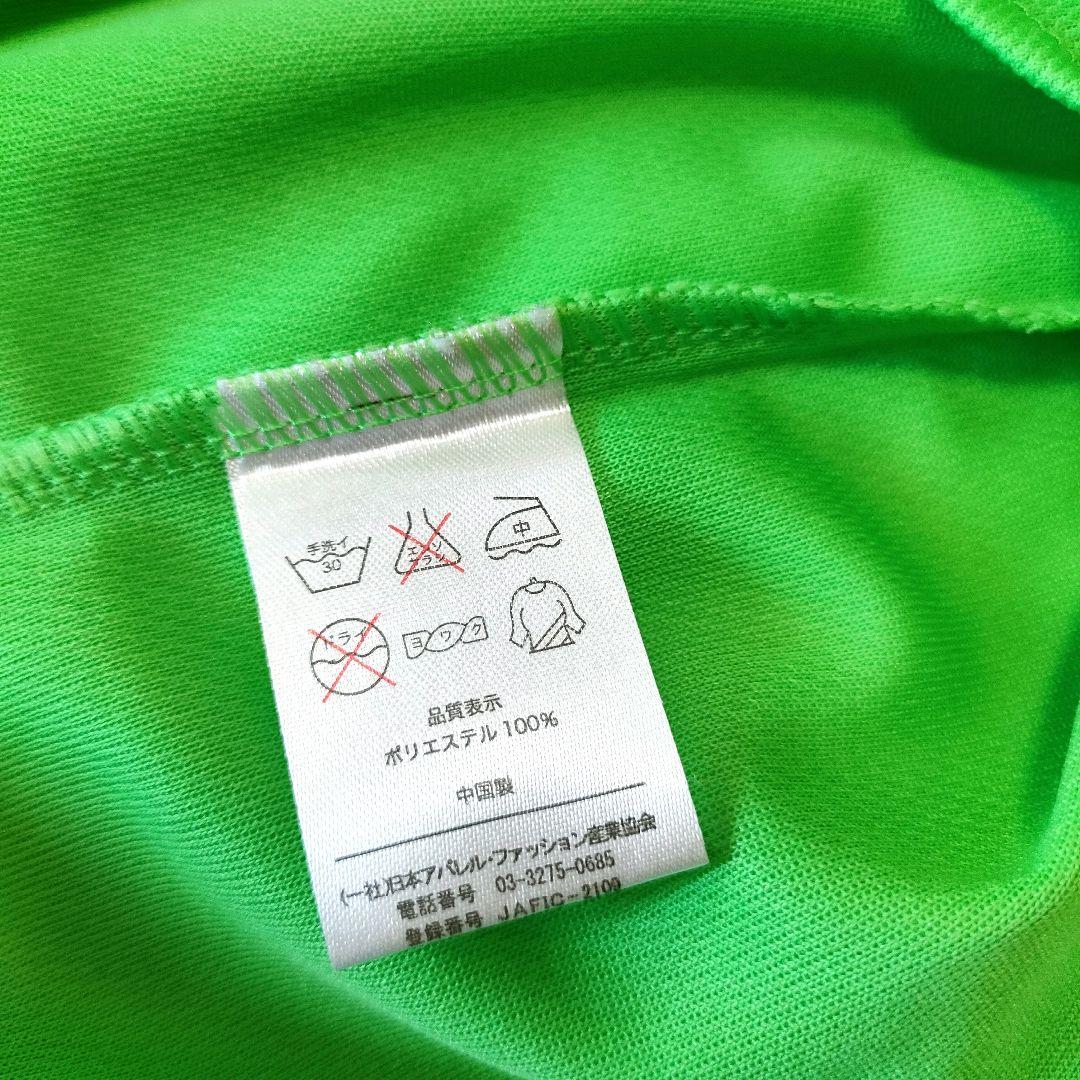 手洗イ
30
エンソ
サラシ
中
ドライ
ヨワク
品質表示
ポリエステル 100%
中国製
(一社)日本アパレル・ファッション産業協会
電話番号 03-3275-0685
登録番号 JAFIC-2109